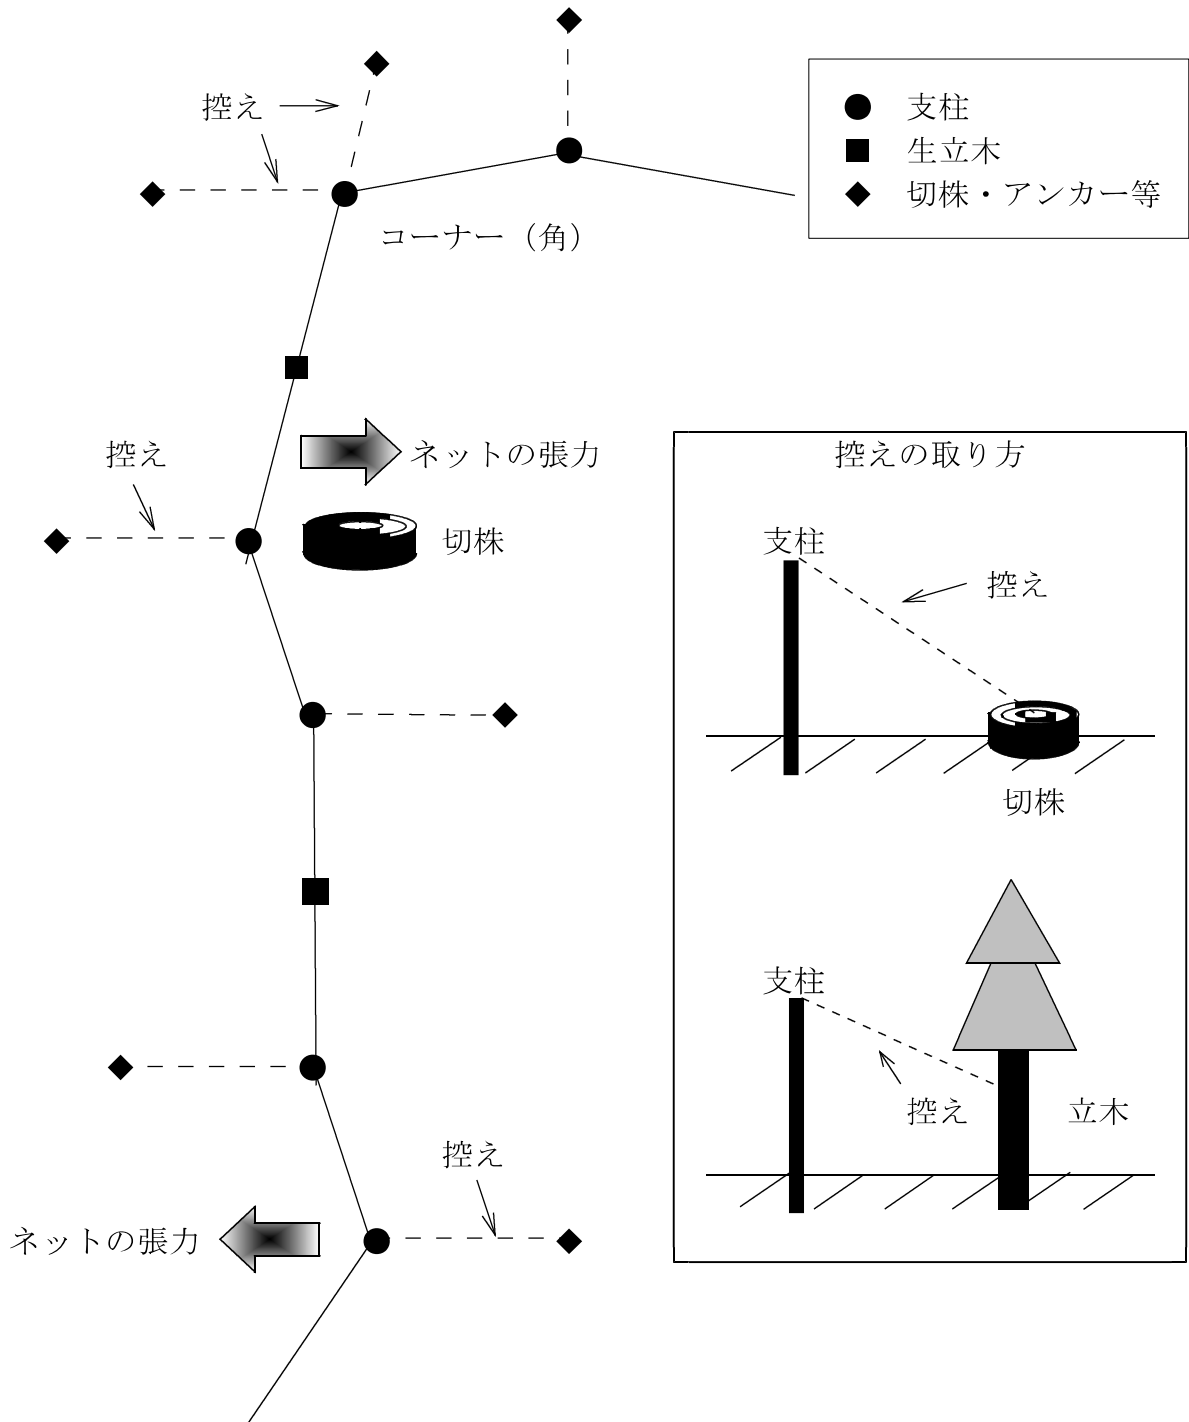 控え
支柱
生立木
切株・アンカー等
コーナー（角）
控え
ネットの張力
切株
控えの取り方
支柱
控え
切株
支柱
控え
立木
控え
ネットの張力